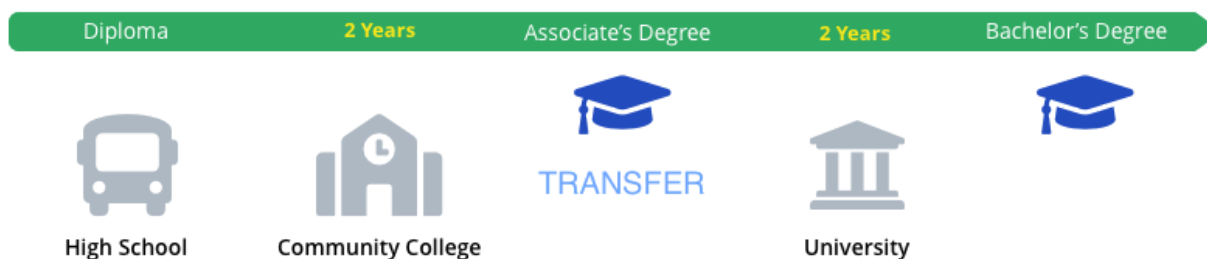 Diploma 2 Years Associate's Degree 2 Years Bachelor's Degree
TRANSFER
High School Community College University